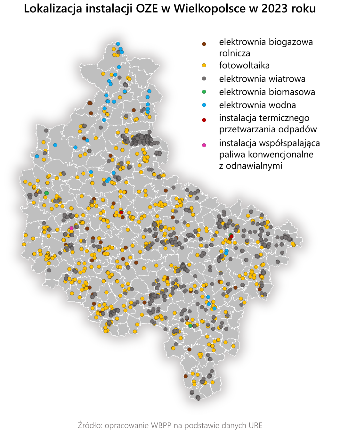 Lokalizacja instalacji OZE w Wielkopolsce w 2023 roku
elektrownia biogazowa
rolnicza
fotowoltaika
elektrownia wiatrowa
elektrownia biomasowa
elektrownia wodna
instalacja termicznego
przetwarzania odpadów
instalacja współspalająca
paliwa konwencjonalne
z odnawialnymi
Źródło: opracowanie WBPP na podstawie danych URE